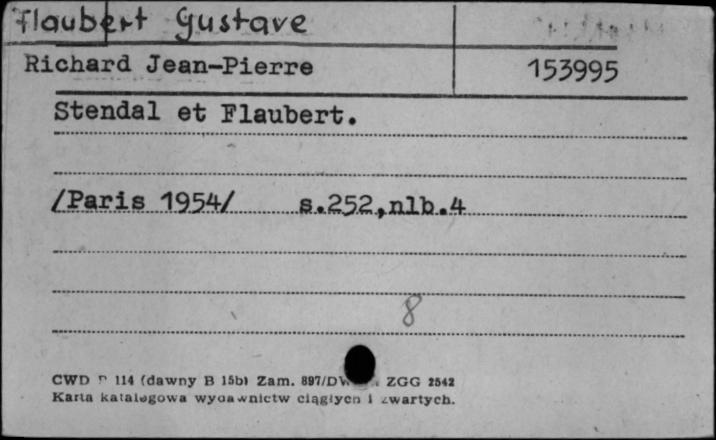 Flaubert Gustave
Richard Jean-Pierre 153995
Stendal et Flaubert.
/Paris 1954/ s.252,nlb.4
8
CWD 114 (dawny B 15b) Zam. 897/DW ZGG 2542
Karta katalogowa wydawnictw ciągłych i zwartych.